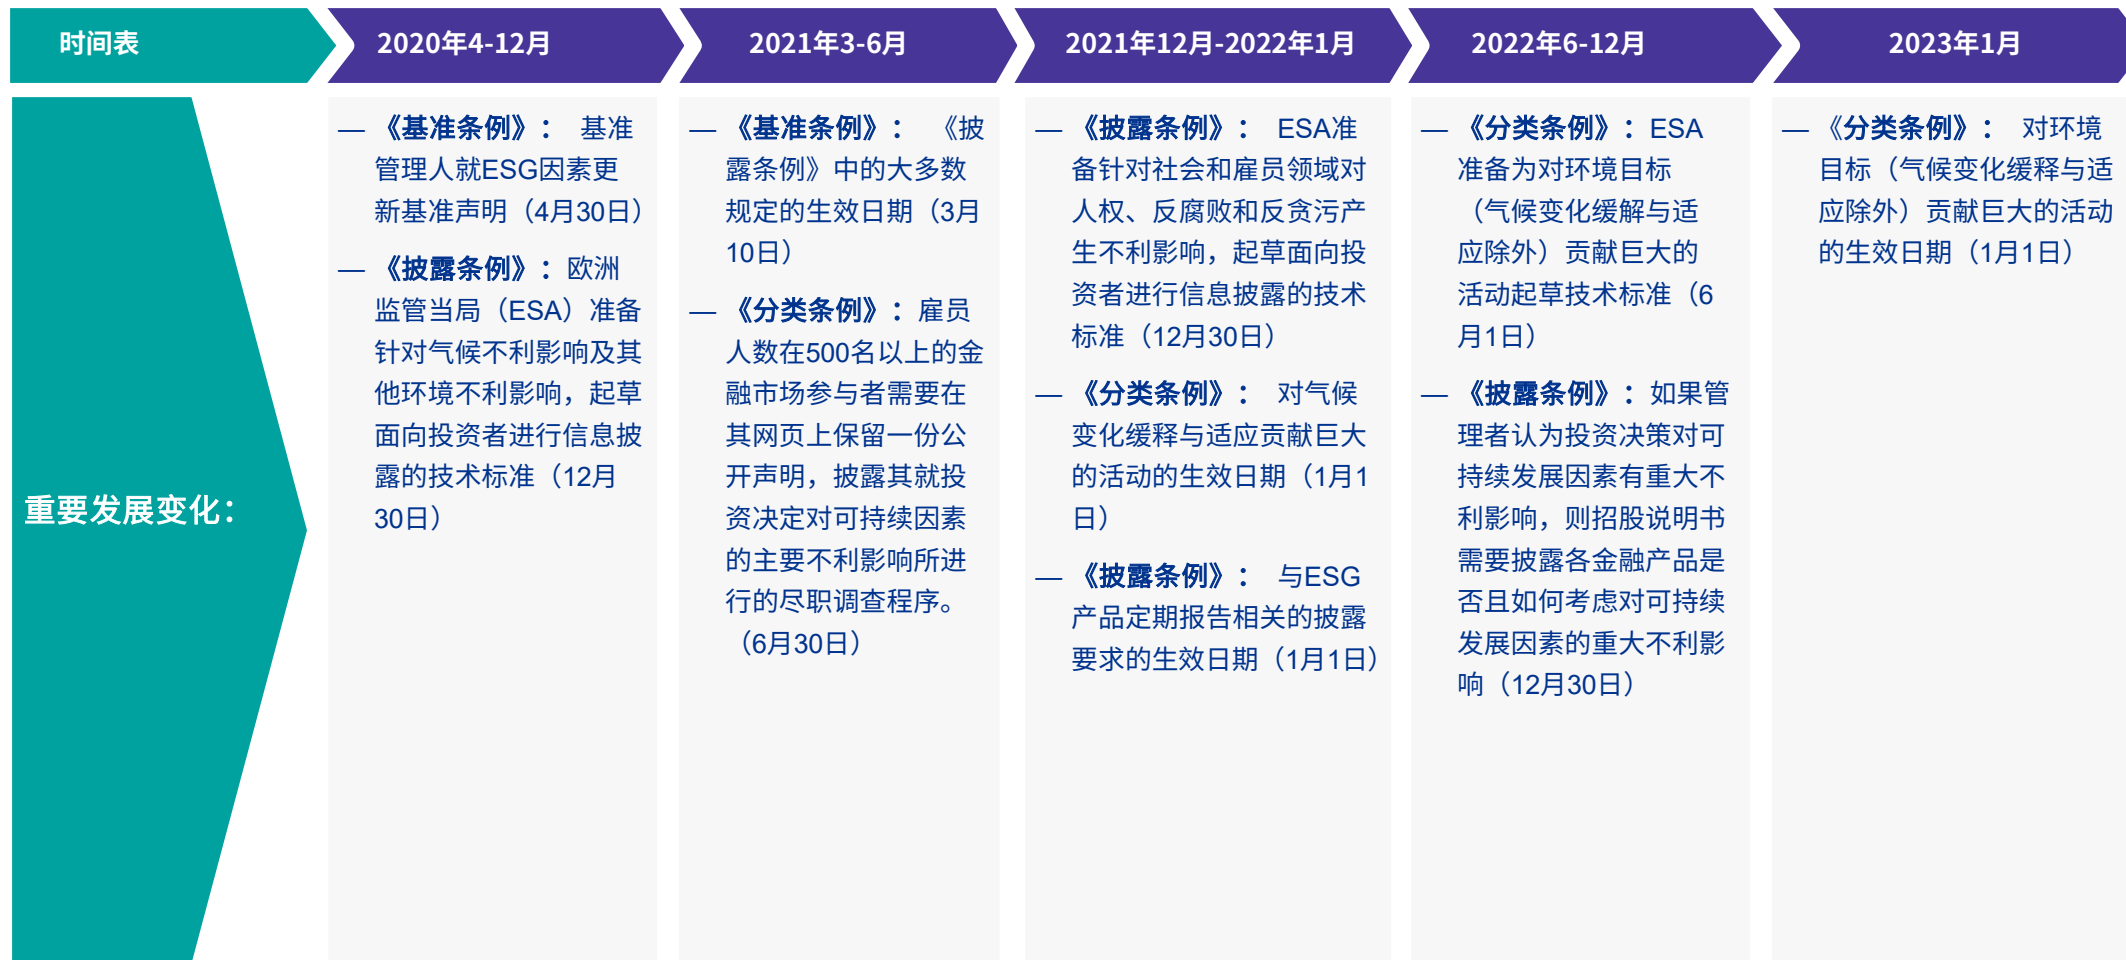 时间表
2020年4-12月
2021年3-6月
2021年12月-2022年1月
2022年6-12月
2023年1月
重要发展变化：
— 《基准条例》： 基准
管理人就ESG因素更
新基准声明（4月30日）
— 《披露条例》：欧洲
监管当局（ESA）准备
针对气候不利影响及其
他环境不利影响，起草
面向投资者进行信息披
露的技术标准（12月
30日）
— 《基准条例》： 《披
露条例》中的大多数
规定的生效日期（3月
10日）
— 《分类条例》：雇员
人数在500名以上的金
融市场参与者需要在
其网页上保留一份公
开声明，披露其就投
资决定对可持续因素
的主要不利影响所进
行的尽职调查程序。
（6月30日）
— 《披露条例》： ESA准
备针对社会和雇员领域对
人权、反腐败和反贪污产
生不利影响，起草面向投
资者进行信息披露的技术
标准（12月30日）
— 《分类条例》： 对气候
变化缓释与适应贡献巨大
的活动的生效日期（1月1
日）
— 《披露条例》： 与ESG
产品定期报告相关的披露
要求的生效日期（1月1日）
— 《分类条例》：ESA
准备为对环境目标
（气候变化缓解与适
应除外）贡献巨大的
活动起草技术标准（6
月1日）
— 《披露条例》：如果管
理者认为投资决策对可
持续发展因素有重大不
利影响，则招股说明书
需要披露各金融产品是
否且如何考虑对可持续
发展因素的重大不利影
响（12月30日）
— 《分类条例》： 对环境
目标（气候变化缓释与适
应除外）贡献巨大的活动
的生效日期（1月1日）